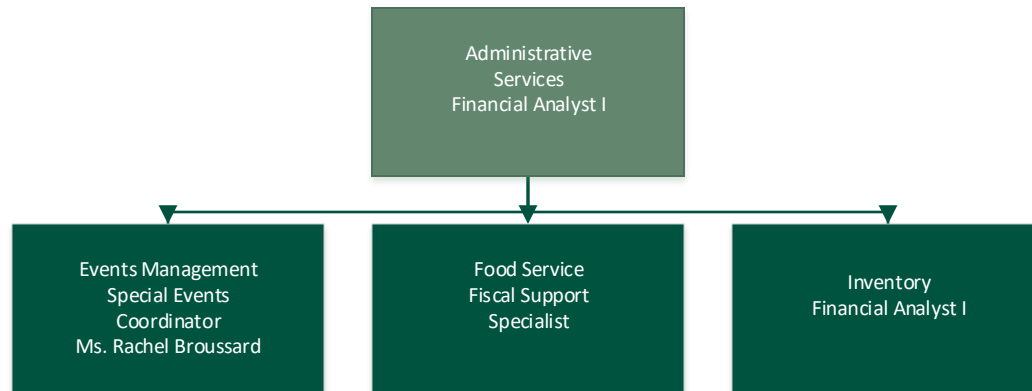 Administrative
Services
Financial Analyst I
Events Management
Special Events
Coordinator
Ms. Rachel Broussard
Food Service
Fiscal Support
Specialist
Inventory
Financial Analyst I